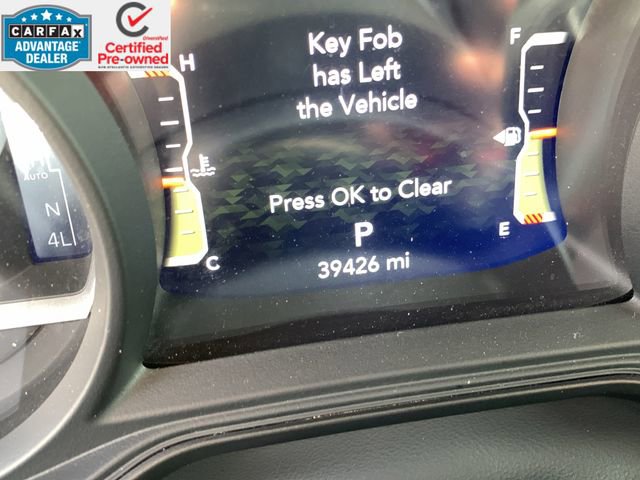 CARFAX
ADVANTAGE
DEALER
Certified
Pre-owned
H
Key Fob
has Left
the Vehicle
F
AUTO
N
4L
Press OK to Clear
P
39426 mi
C
E